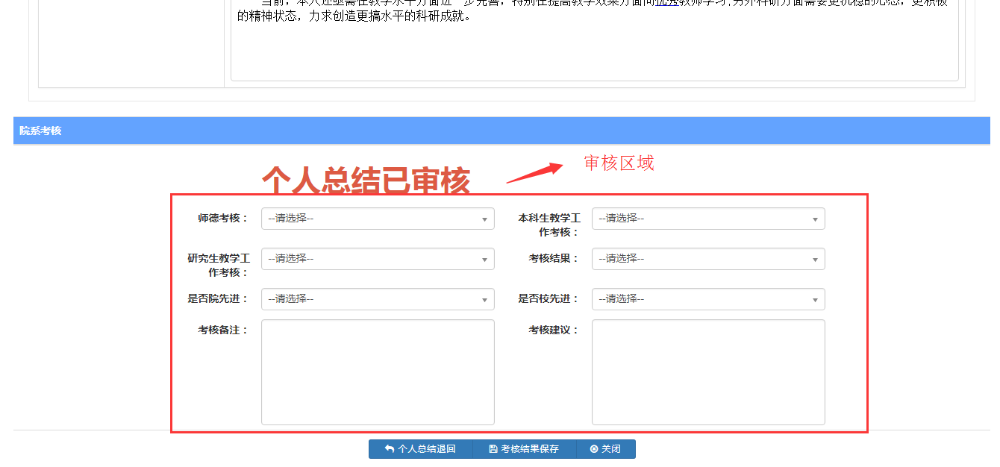 当前，本人还亟需在教学水平方面进一步完善，特别在提高教学效果方面向优秀教师学习;另外科研方面需要更沉稳的心态，更积极
的精神状态，力求创造更搞水平的科研成就。
院系考核
个人总结已审核
审核区域
师德考核：
--请选择--
本科生教学工
作考核：
--请选择--
研究生教学工
作考核：
--请选择--
考核结果：
--请选择--
是否院先进：
--请选择--
是否校先进：
--请选择--
考核备注：
考核建议：
个人总结退回
考核结果保存
关闭